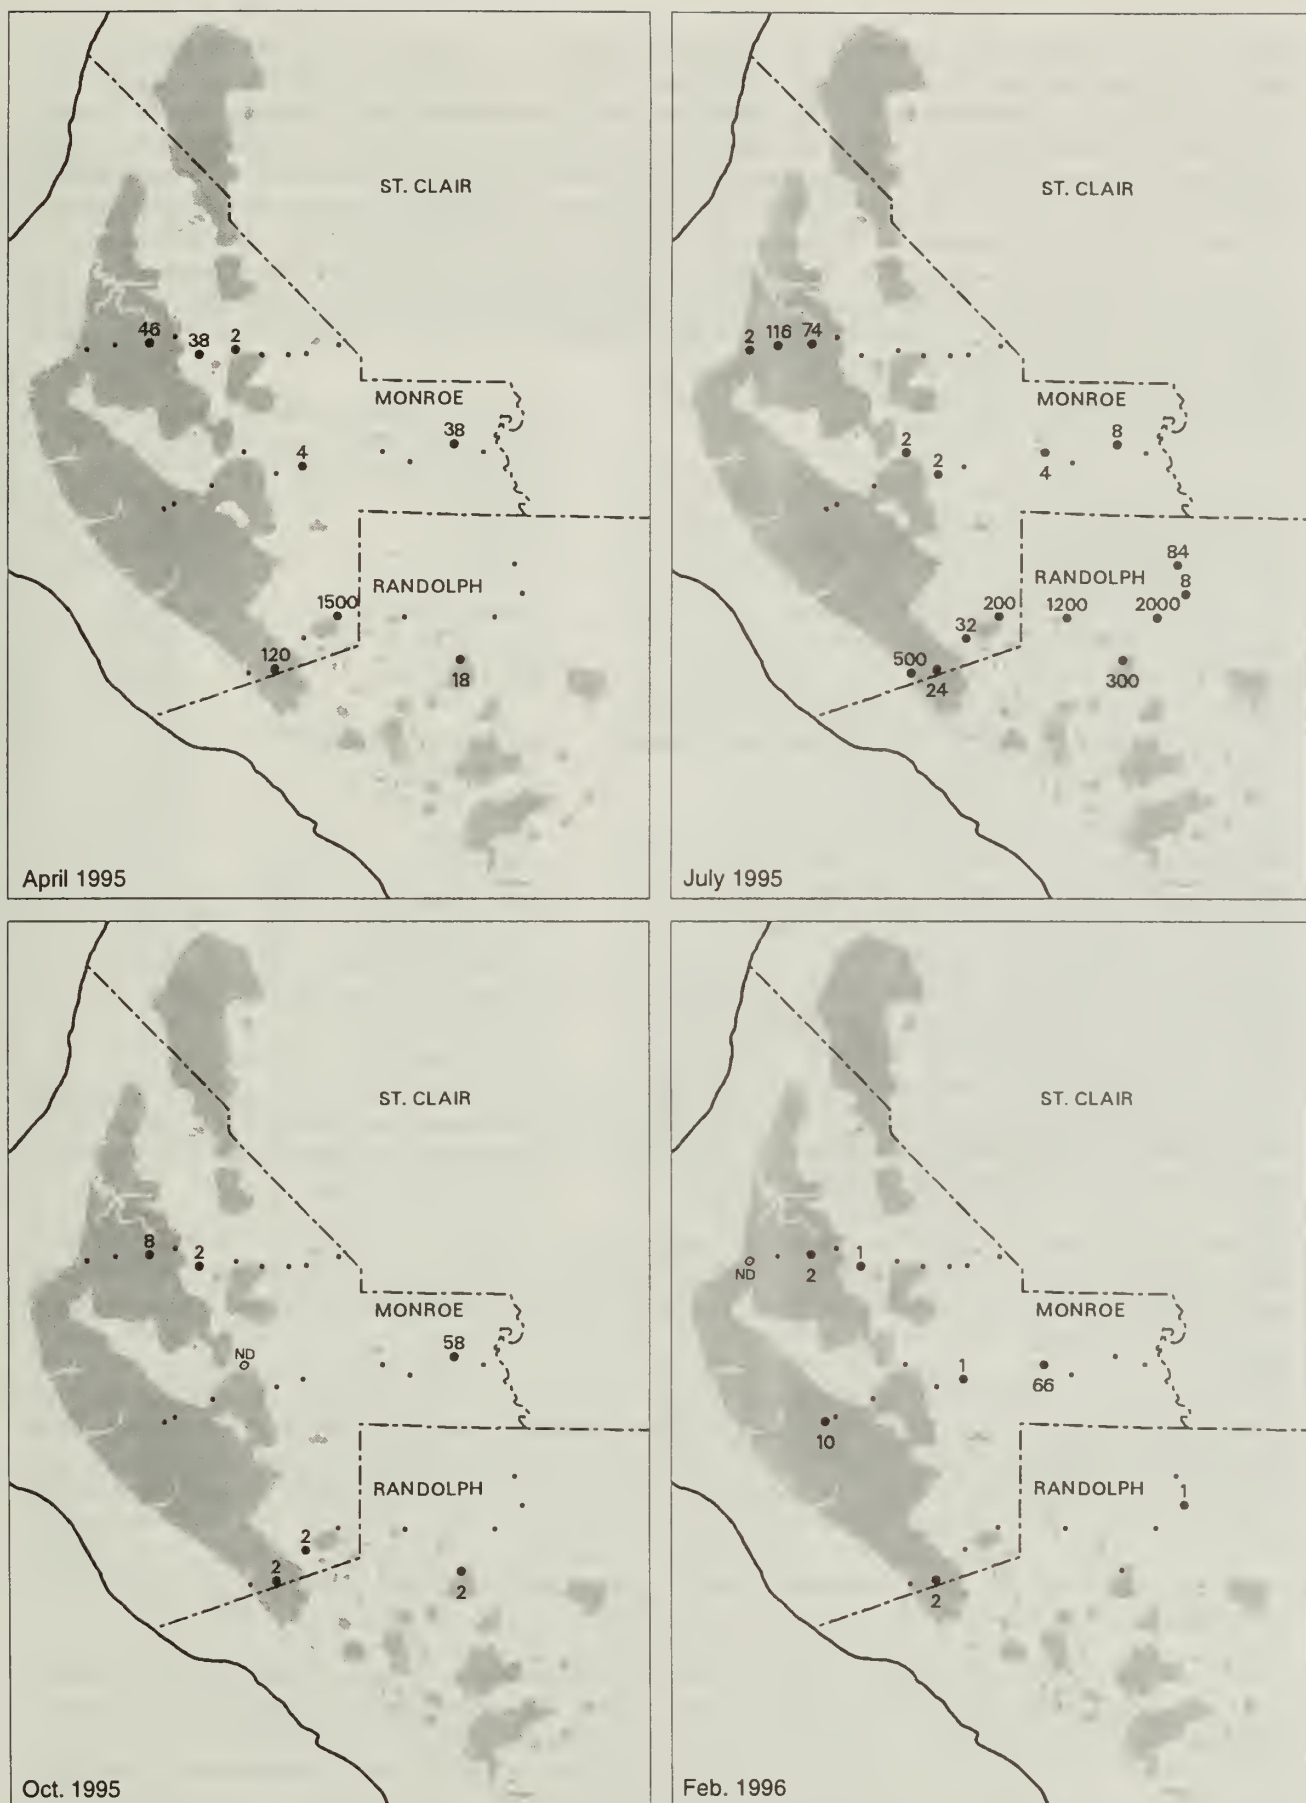 ST. CLAIR
46
38
2
MONROE
38
4
RANDOLPH
1500
120
18
April 1995
ST. CLAIR
2
116
74
MONROE
8
2
2
4
84
RANDOLPH
8
200
1200
2000
32
500
24
300
July 1995
ST. CLAIR
8
2
MONROE
58
ND
RANDOLPH
2
2
2
Oct. 1995
ST. CLAIR
ND
2
1
MONROE
1
66
10
RANDOLPH
1
2
Feb. 1996